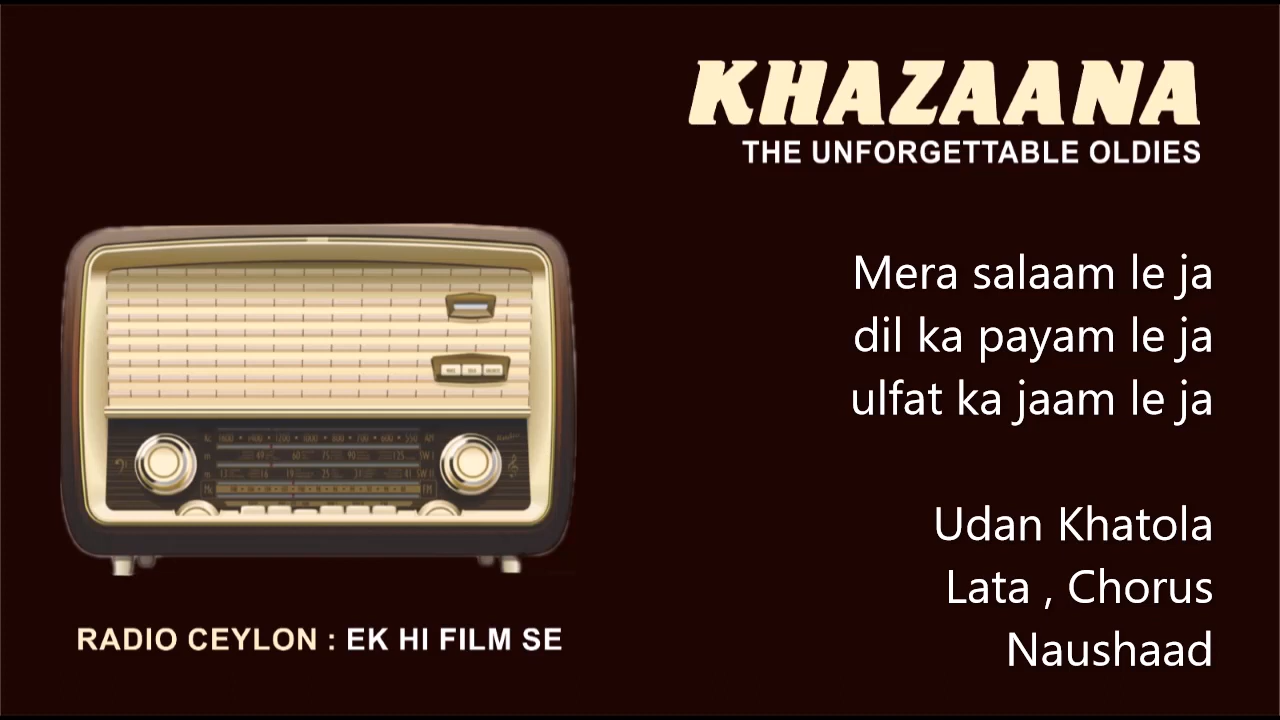 KHAZAANA
THE UNFORGETTABLE OLDIES
Mera salaam le ja
dil ka payam le ja
ulfat ka jaam le ja
Udan Khatola
Lata , Chorus
Naushaad
RADIO CEYLON : EK HI FILM SE